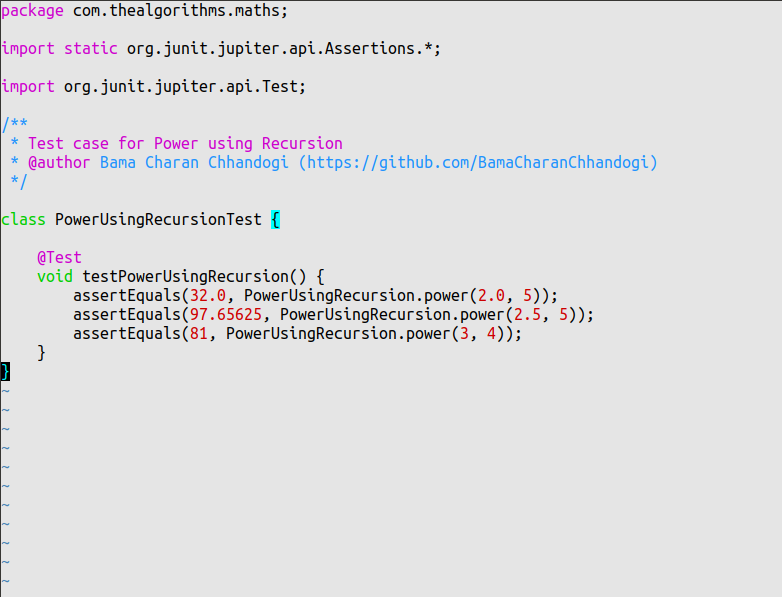 package com.thealgorithms.maths;
import static org.junit.jupiter.api.Assertions.*;
import org.junit.jupiter.api.Test;
/**
 * Test case for Power using Recursion
 * @author Bama Charan Chhandogi (https://github.com/BamaCharanChhandogi)
 */
class PowerUsingRecursionTest {
    @Test
    void testPowerUsingRecursion() {
        assertEquals(32.0, PowerUsingRecursion.power(2.0, 5));
        assertEquals(97.65625, PowerUsingRecursion.power(2.5, 5));
        assertEquals(81, PowerUsingRecursion.power(3, 4));
    }
}
~
~
~
~
~
~
~
~
~
~
~